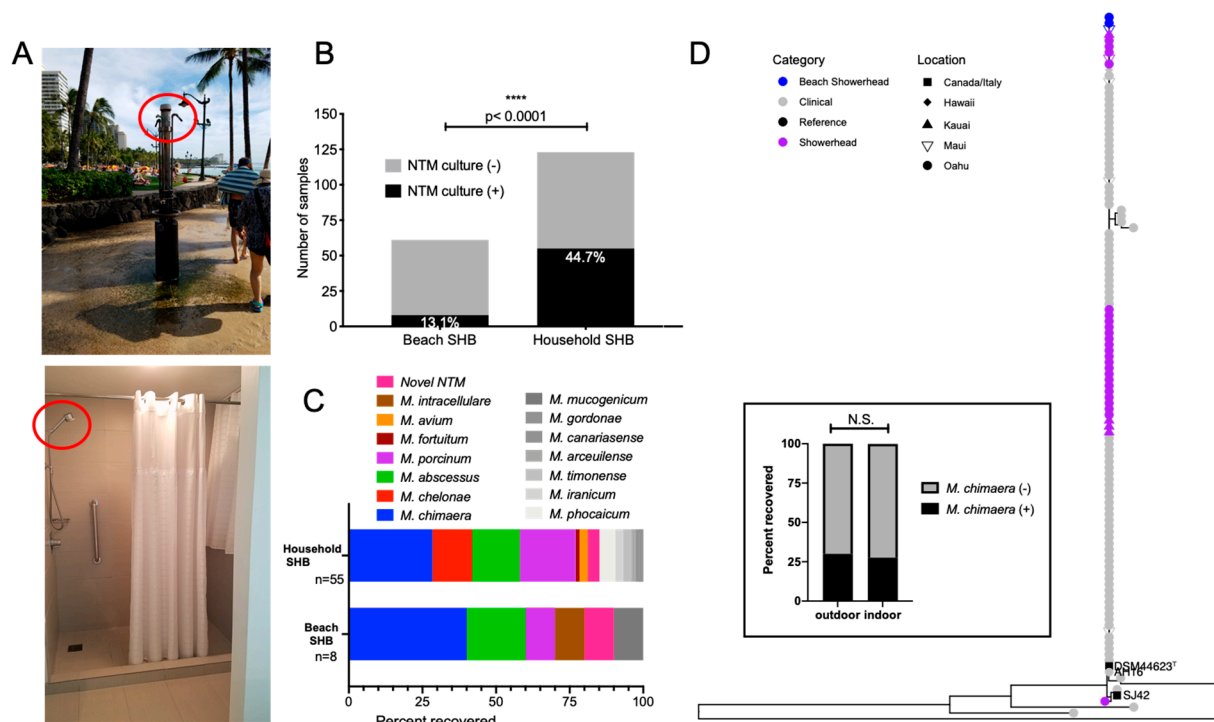 A
B
****
p< 0.0001
150
125
100
75
50
25
0
Number of samples
NTM culture (-)
NTM culture (+)
13.1%
44.7%
Beach SHB
Household SHB
C
Novel NTM
M. intracellulare
M. avium
M. fortuitum
M. porcinum
M. abscessus
M. chelonae
M. chimaera
M. mucogenicum
M. gordonae
M. canariasense
M. arceuilense
M. timonense
M. iranicum
M. phocaicum
Household
SHB
n=55
Beach
SHB
n=8
0 25 50 75 100
Percent recovered
D
Category
Beach Showerhead
Clinical
Reference
Showerhead
Location
Canada/Italy
Hawaii
Kauai
Maui
Oahu
N.S.
100
75
50
25
0
Percent recovered
outdoor indoor
M. chimaera (-)
M. chimaera (+)
DSM44623ᵀ
AH16
SJ42